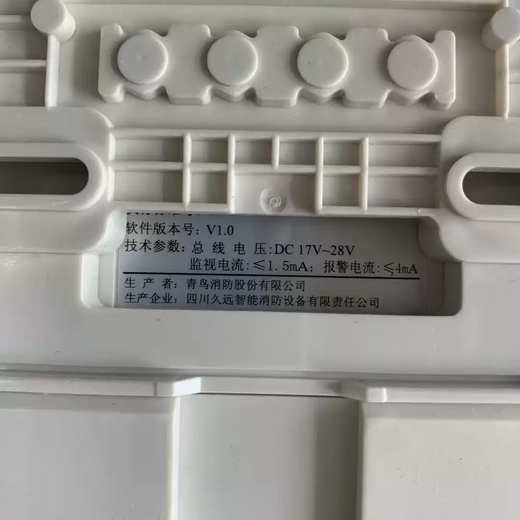 软件版本号: V1.0
技术参数: 总 线 电 压:DC 17V~28V
监视电流:≤1.5mA; 报警电流:≤4mA
生 产 者: 青鸟消防股份有限公司
生产企业: 四川久远智能消防设备有限责任公司